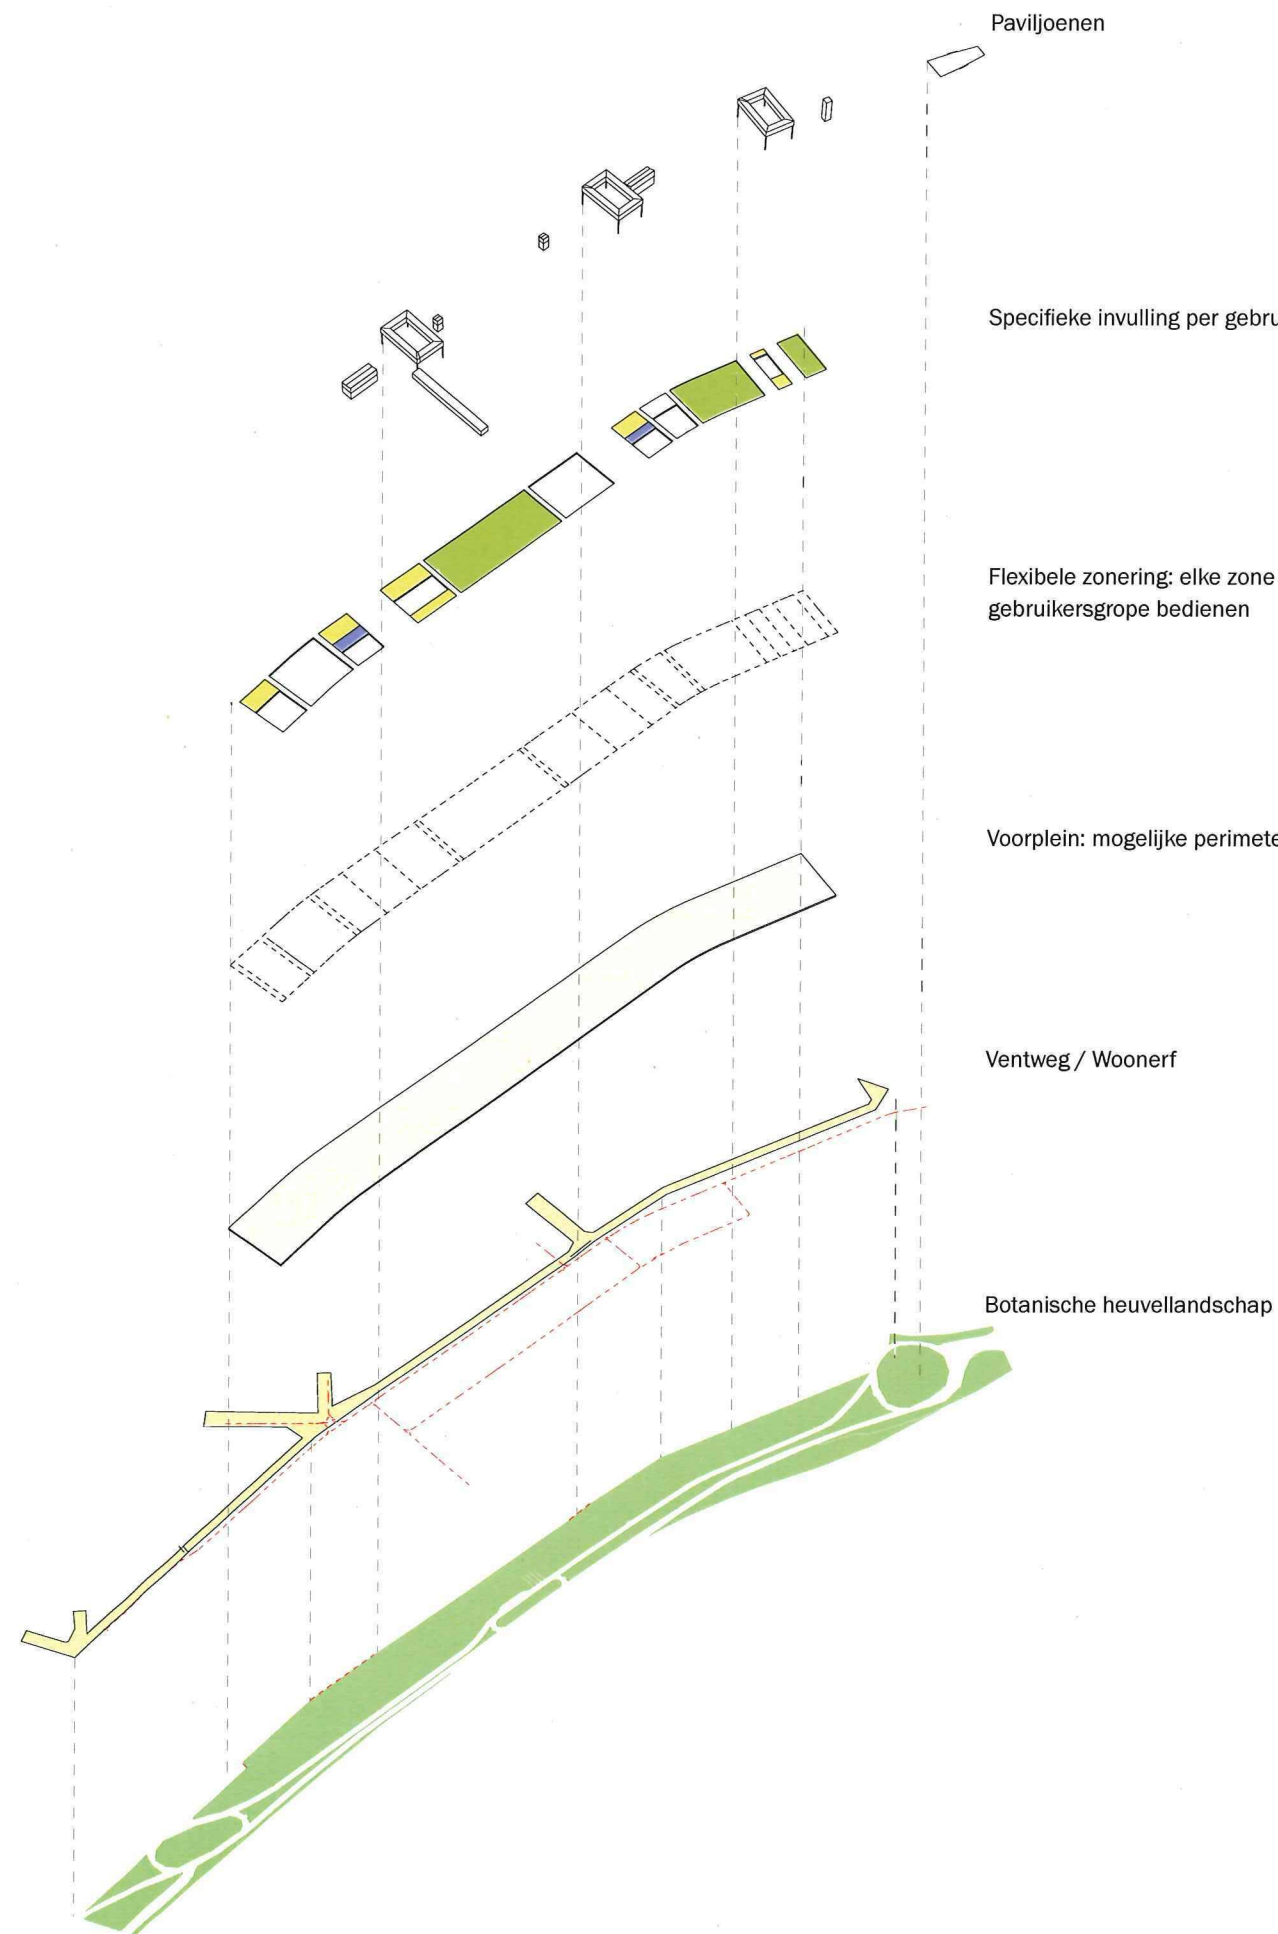 Paviljoenen
Specifieke invulling per gebru
Flexibele zonering: elke zone
gebruikersgrope bedienen
Voorplein: mogelijke perimete
Ventweg / Woonerf
Botanische heuvellandschap